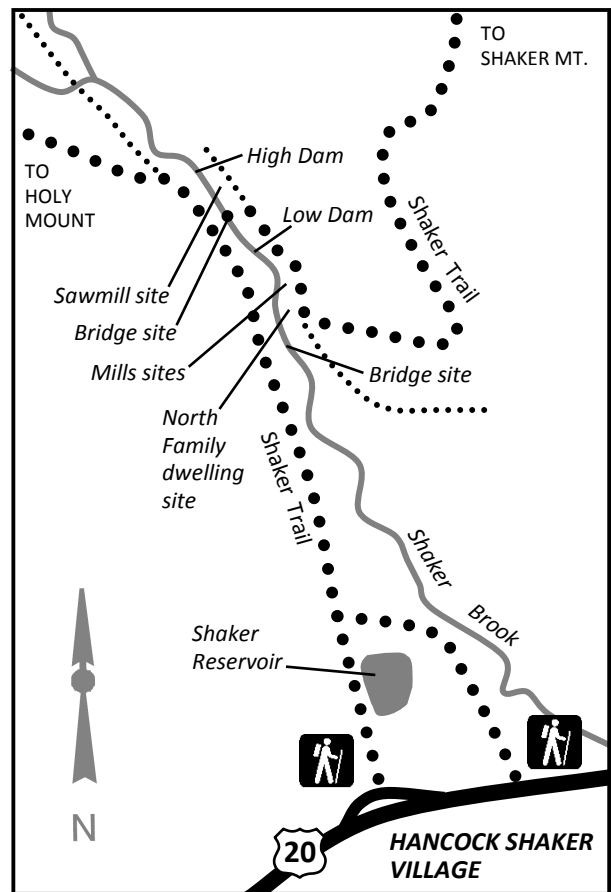 TO
SHAKER MT.
High Dam
TO
HOLY
MOUNT
Low Dam
Shaker Trail
Sawmill site
Bridge site
Mills sites
Bridge site
North
Family
dwelling
site
Shaker Trail
Shaker
Brook
Shaker
Reservoir
N
20
HANCOCK SHAKER
VILLAGE